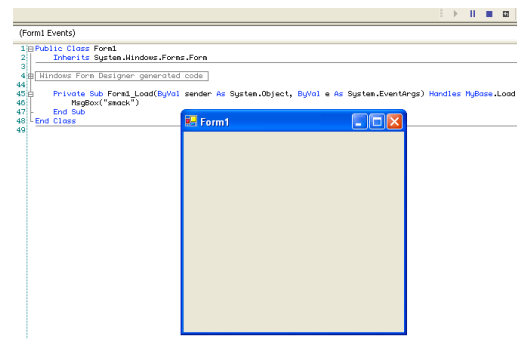 (Form1 Events)
1 Public Class Form1
2 Inherits System.Windows.Forms.Form
3
4 Windows Form Designer generated code
44
45 Private Sub Form1_Load(ByVal sender As System.Object, ByVal e As System.EventArgs) Handles MyBase.Load
46 MsgBox("smack")
47 End Sub
48 End Class
49
Form1